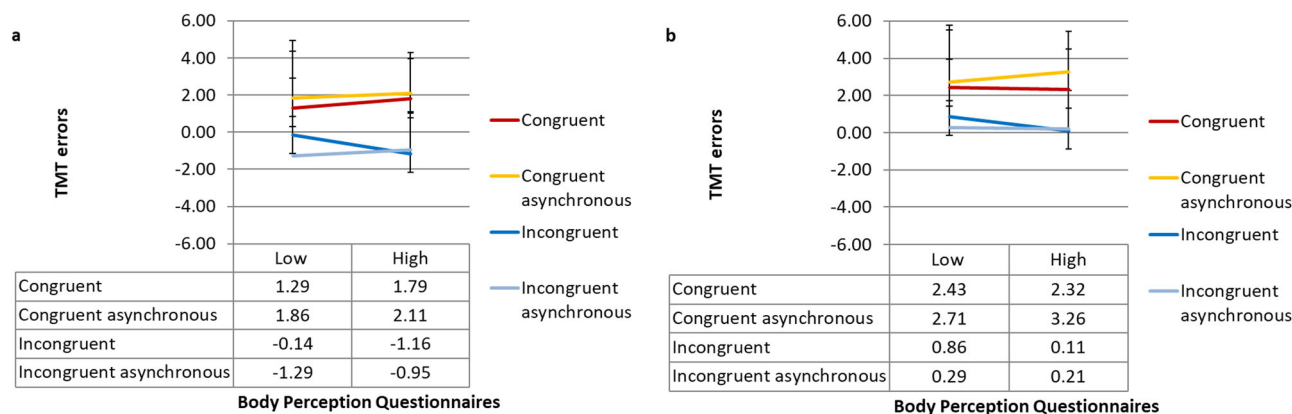 a
6.00
4.00
2.00
0.00
-2.00
-4.00
-6.00
TMT errors
Congruent
Congruent
asynchronous
Incongruent
Incongruent
asynchronous
Low High
Congruent 1.29 1.79
Congruent asynchronous 1.86 2.11
Incongruent -0.14 -1.16
Incongruent asynchronous -1.29 -0.95
Body Perception Questionnaires
b
6.00
4.00
2.00
0.00
-2.00
-4.00
-6.00
TMT errors
Congruent
Congruent
asynchronous
Incongruent
Incongruent
asynchronous
Low High
Congruent 2.43 2.32
Congruent asynchronous 2.71 3.26
Incongruent 0.86 0.11
Incongruent asynchronous 0.29 0.21
Body Perception Questionnaires